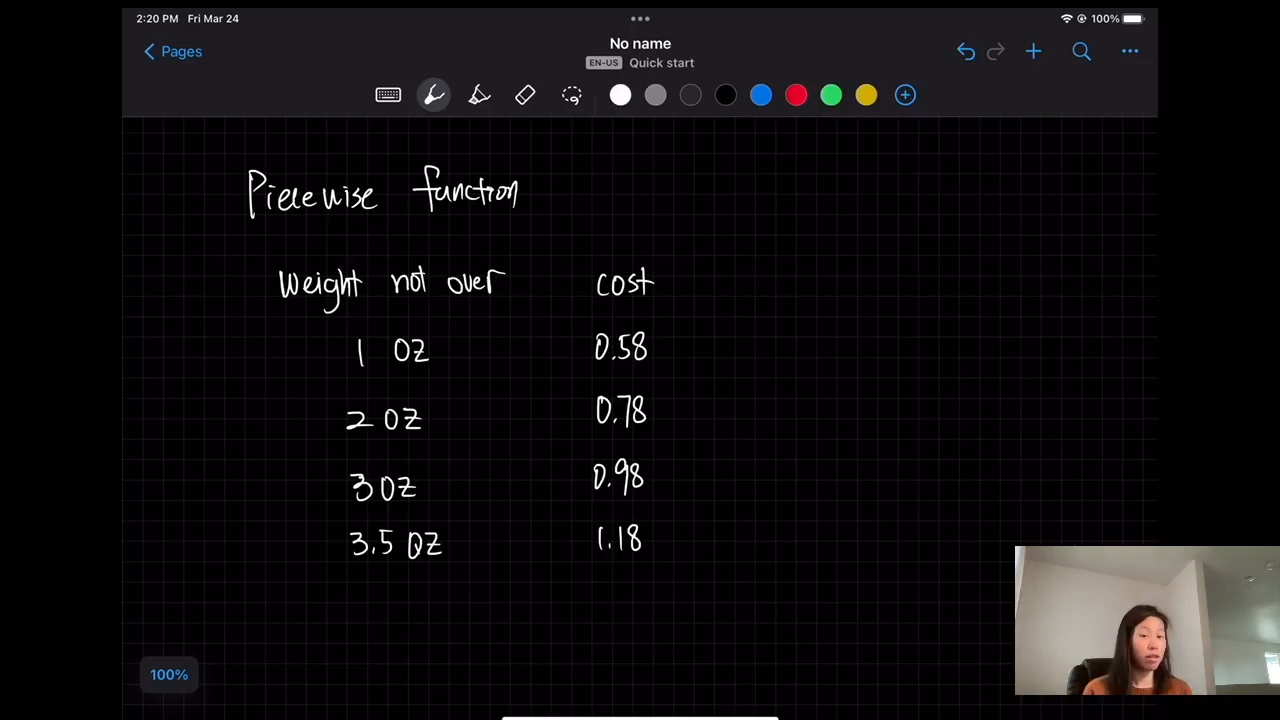 2:20 PM Fri Mar 24
100%
Pages
No name
EN-US Quick start
Piecewise function
Weight not over cost
1 OZ 0.58
2 OZ 0.78
3 OZ 0.98
3.5 OZ 1.18
100%